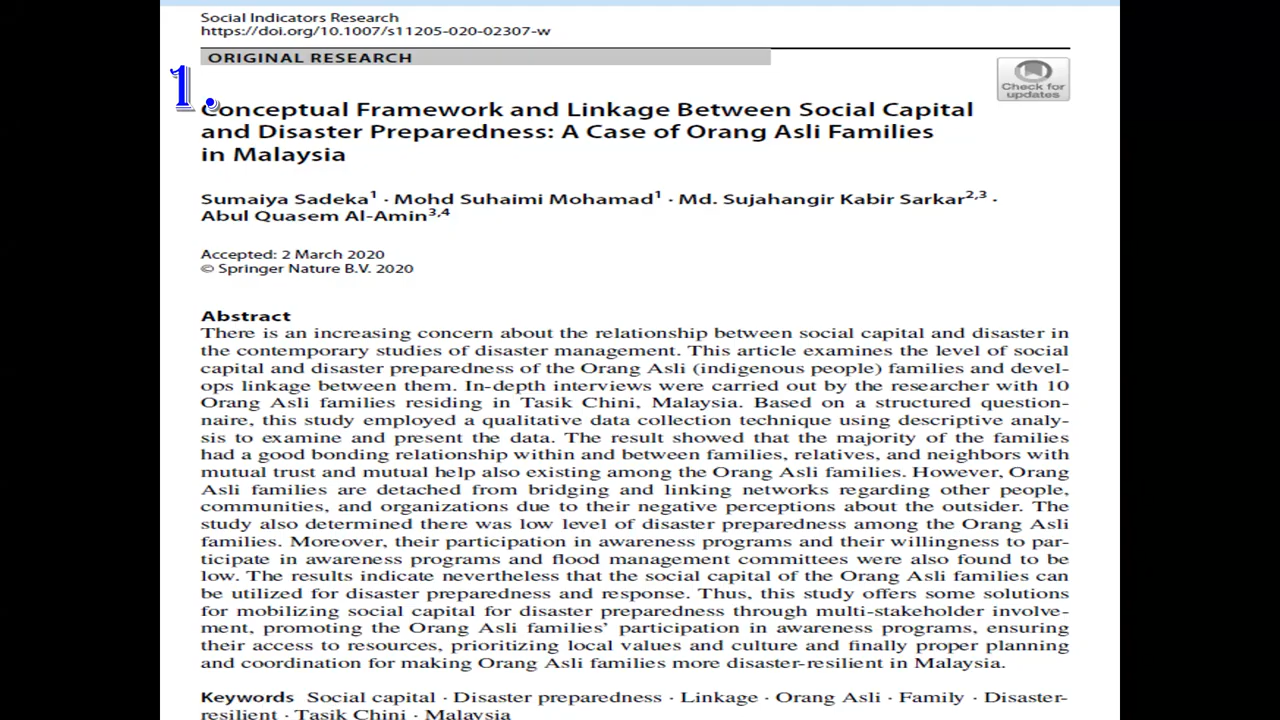 Social Indicators Research
https://doi.org/10.1007/s11205-020-02307-w
ORIGINAL RESEARCH
Check for
updates
1.
Conceptual Framework and Linkage Between Social Capital
and Disaster Preparedness: A Case of Orang Asli Families
in Malaysia
Sumaiya Sadeka1 · Mohd Suhaimi Mohamad1 · Md. Sujahangir Kabir Sarkar2,3 ·
Abul Quasem Al-Amin3,4
Accepted: 2 March 2020
© Springer Nature B.V. 2020
Abstract
There is an increasing concern about the relationship between social capital and disaster in
the contemporary studies of disaster management. This article examines the level of social
capital and disaster preparedness of the Orang Asli (indigenous people) families and devel-
ops linkage between them. In-depth interviews were carried out by the researcher with 10
Orang Asli families residing in Tasik Chini, Malaysia. Based on a structured question-
naire, this study employed a qualitative data collection technique using descriptive analy-
sis to examine and present the data. The result showed that the majority of the families
had a good bonding relationship within and between families, relatives, and neighbors with
mutual trust and mutual help also existing among the Orang Asli families. However, Orang
Asli families are detached from bridging and linking networks regarding other people,
communities, and organizations due to their negative perceptions about the outsider. The
study also determined there was low level of disaster preparedness among the Orang Asli
families. Moreover, their participation in awareness programs and their willingness to par-
ticipate in awareness programs and flood management committees were also found to be
low. The results indicate nevertheless that the social capital of the Orang Asli families can
be utilized for disaster preparedness and response. Thus, this study offers some solutions
for mobilizing social capital for disaster preparedness through multi-stakeholder involve-
ment, promoting the Orang Asli families' participation in awareness programs, ensuring
their access to resources, prioritizing local values and culture and finally proper planning
and coordination for making Orang Asli families more disaster-resilient in Malaysia.
Keywords Social capital · Disaster preparedness · Linkage · Orang Asli · Family · Disaster-
resilient · Tasik Chini · Malaysia